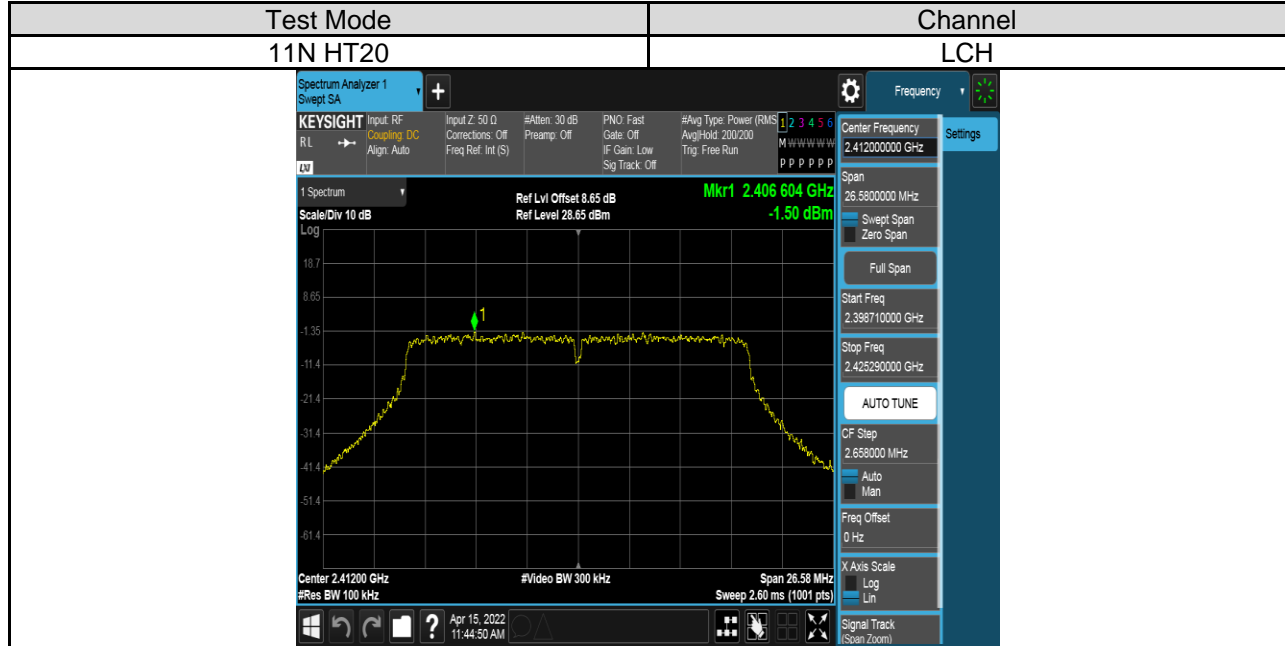 Test Mode Channel
11N HT20 LCH
Spectrum Analyzer 1
Swept SA
+
Frequency
KEYSIGHT
RL
LXI
Input: RF
Coupling: DC
Align: Auto
Input Z: 50 Ω
Corrections: Off
Freq Ref: Int (S)
#Atten: 30 dB
Preamp: Off
PNO: Fast
Gate: Off
IF Gain: Low
Sig Track: Off
#Avg Type: Power (RMS
Avg|Hold: 200/200
Trig: Free Run
1 2 3 4 5 6
M W W W W W
P P P P P P
Center Frequency
2.412000000 GHz
Settings
1 Spectrum
Scale/Div 10 dB
Log
Ref Lvl Offset 8.65 dB
Ref Level 28.65 dBm
Mkr1 2.406 604 GHz
-1.50 dBm
18.7
8.65
-1.35
-11.4
-21.4
-31.4
-41.4
-51.4
-61.4
1
Center 2.41200 GHz
#Res BW 100 kHz
#Video BW 300 kHz
Span 26.58 MHz
Sweep 2.60 ms (1001 pts)
Span
26.5800000 MHz
Swept Span
Zero Span
Full Span
Start Freq
2.398710000 GHz
Stop Freq
2.425290000 GHz
AUTO TUNE
CF Step
2.658000 MHz
Auto
Man
Freq Offset
0 Hz
X Axis Scale
Log
Lin
Signal Track
(Span Zoom)
?
Apr 15, 2022
11:44:50 AM